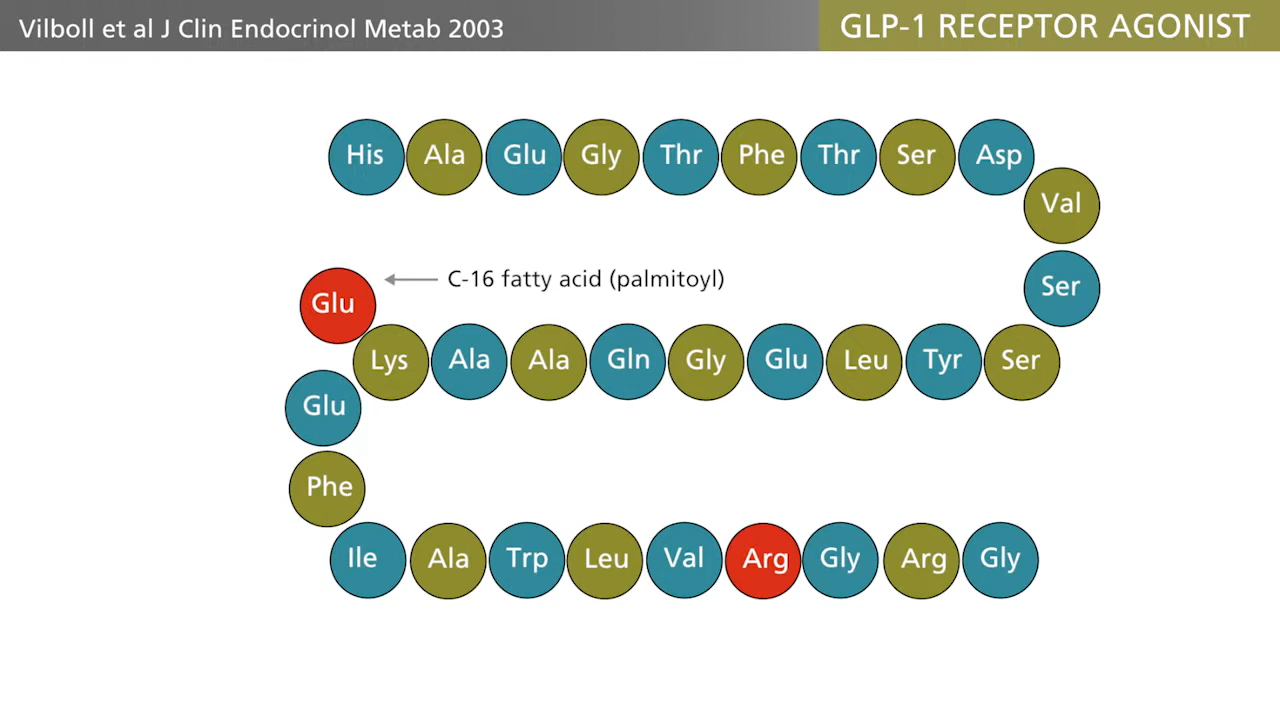 Vilboll et al J Clin Endocrinol Metab 2003
GLP-1 RECEPTOR AGONIST
His Ala Glu Gly Thr Phe Thr Ser Asp
Val
C-16 fatty acid (palmitoyl)
Ser
Glu
Lys Ala Ala Gln Gly Glu Leu Tyr Ser
Glu
Phe
Ile Ala Trp Leu Val Arg Gly Arg Gly